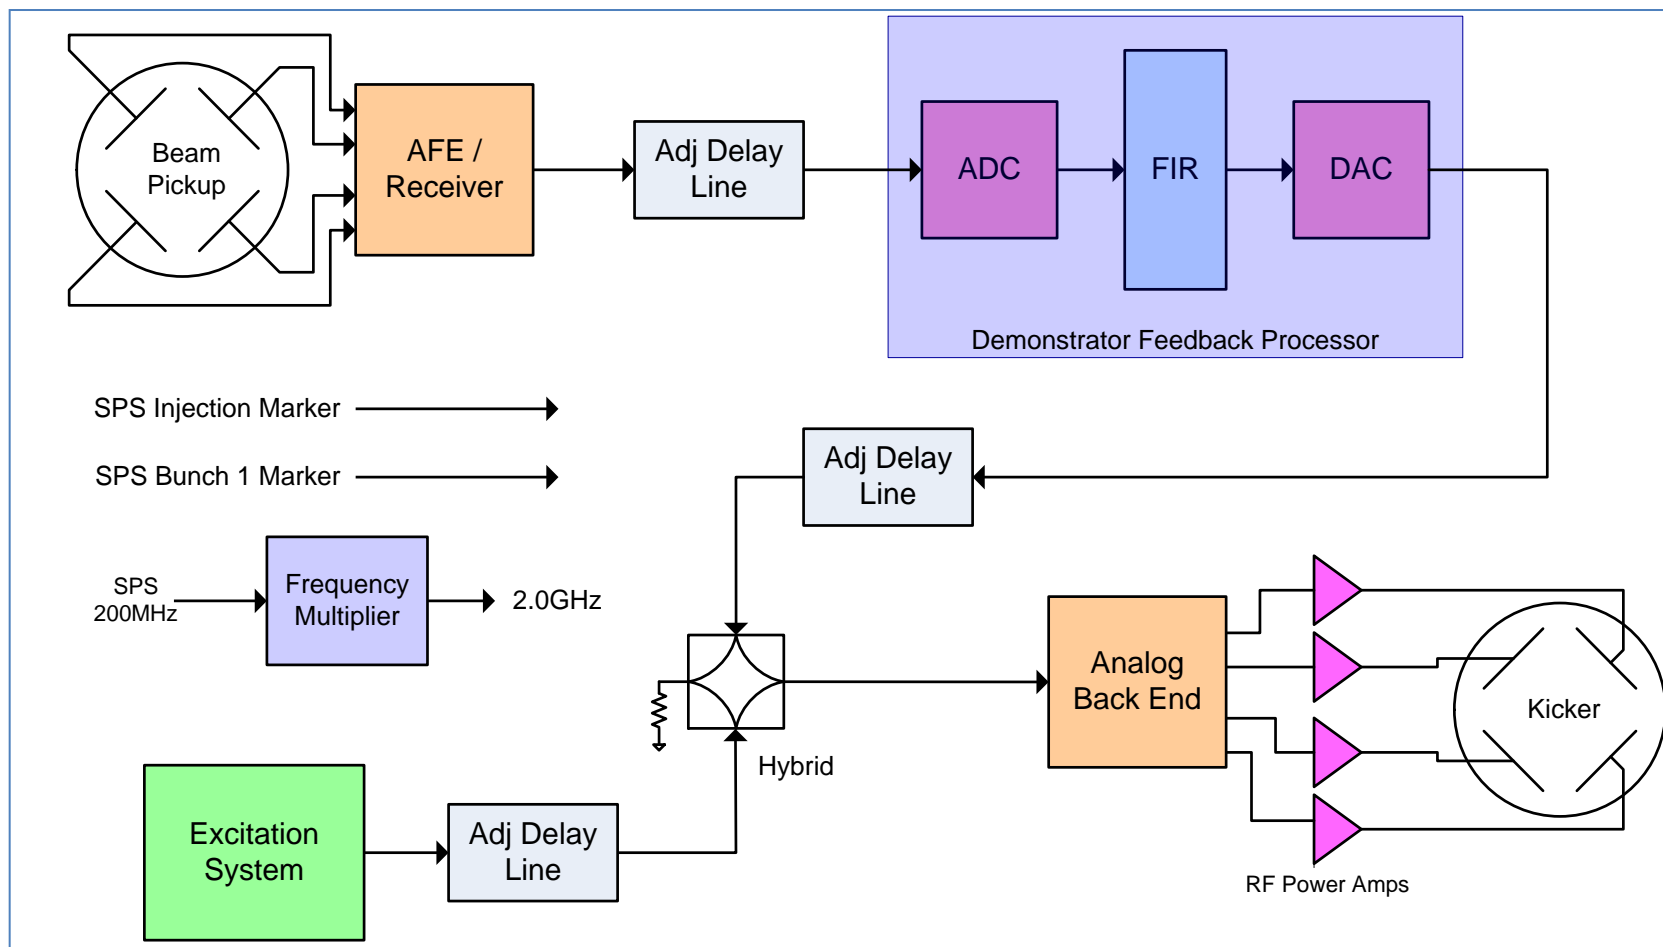 Beam
Pickup
AFE /
Receiver
Adj Delay
Line
ADC
FIR
DAC
Demonstrator Feedback Processor
SPS Injection Marker
SPS Bunch 1 Marker
Adj Delay
Line
SPS
200MHz
Frequency
Multiplier
2.0GHz
Hybrid
Analog
Back End
Kicker
RF Power Amps
Excitation
System
Adj Delay
Line